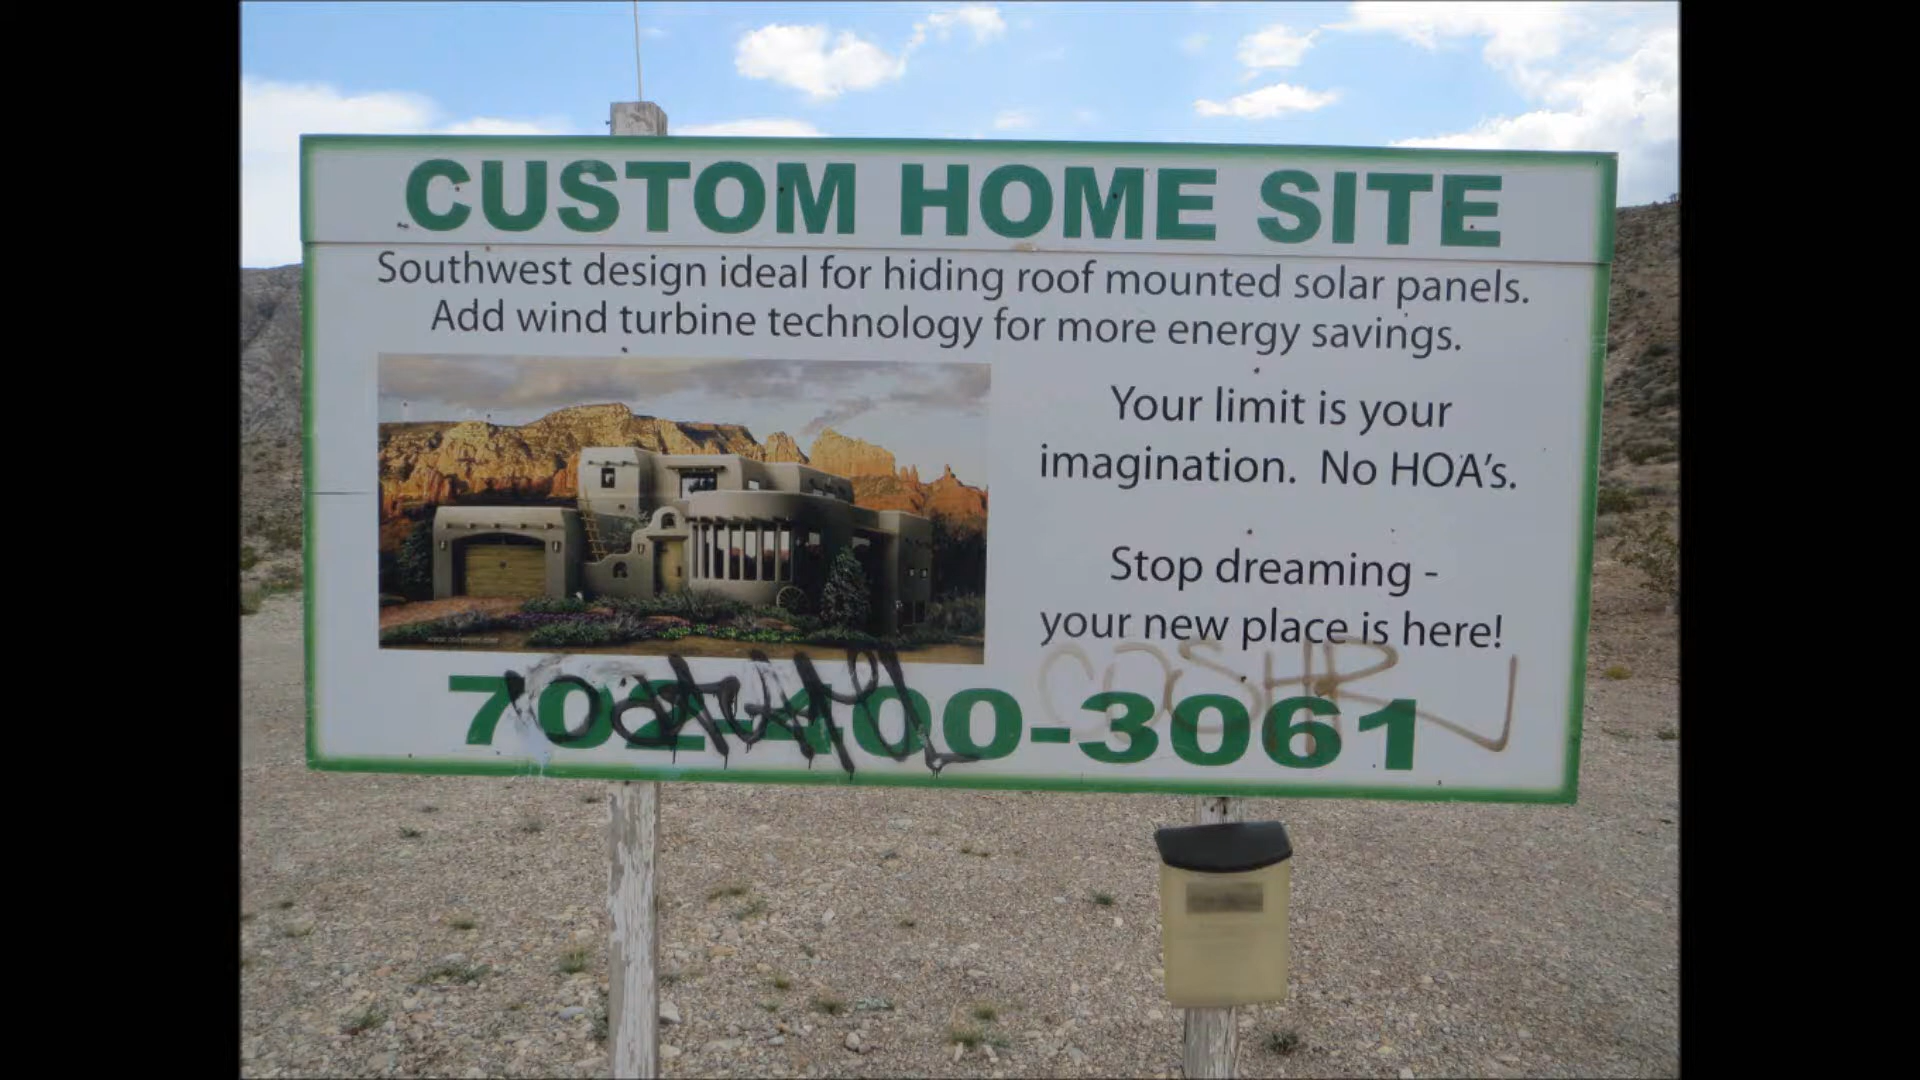 CUSTOM HOME SITE
Southwest design ideal for hiding roof mounted solar panels.
Add wind turbine technology for more energy savings.
Your limit is your
imagination. No HOA's.
Stop dreaming -
your new place is here!
702-400-3061